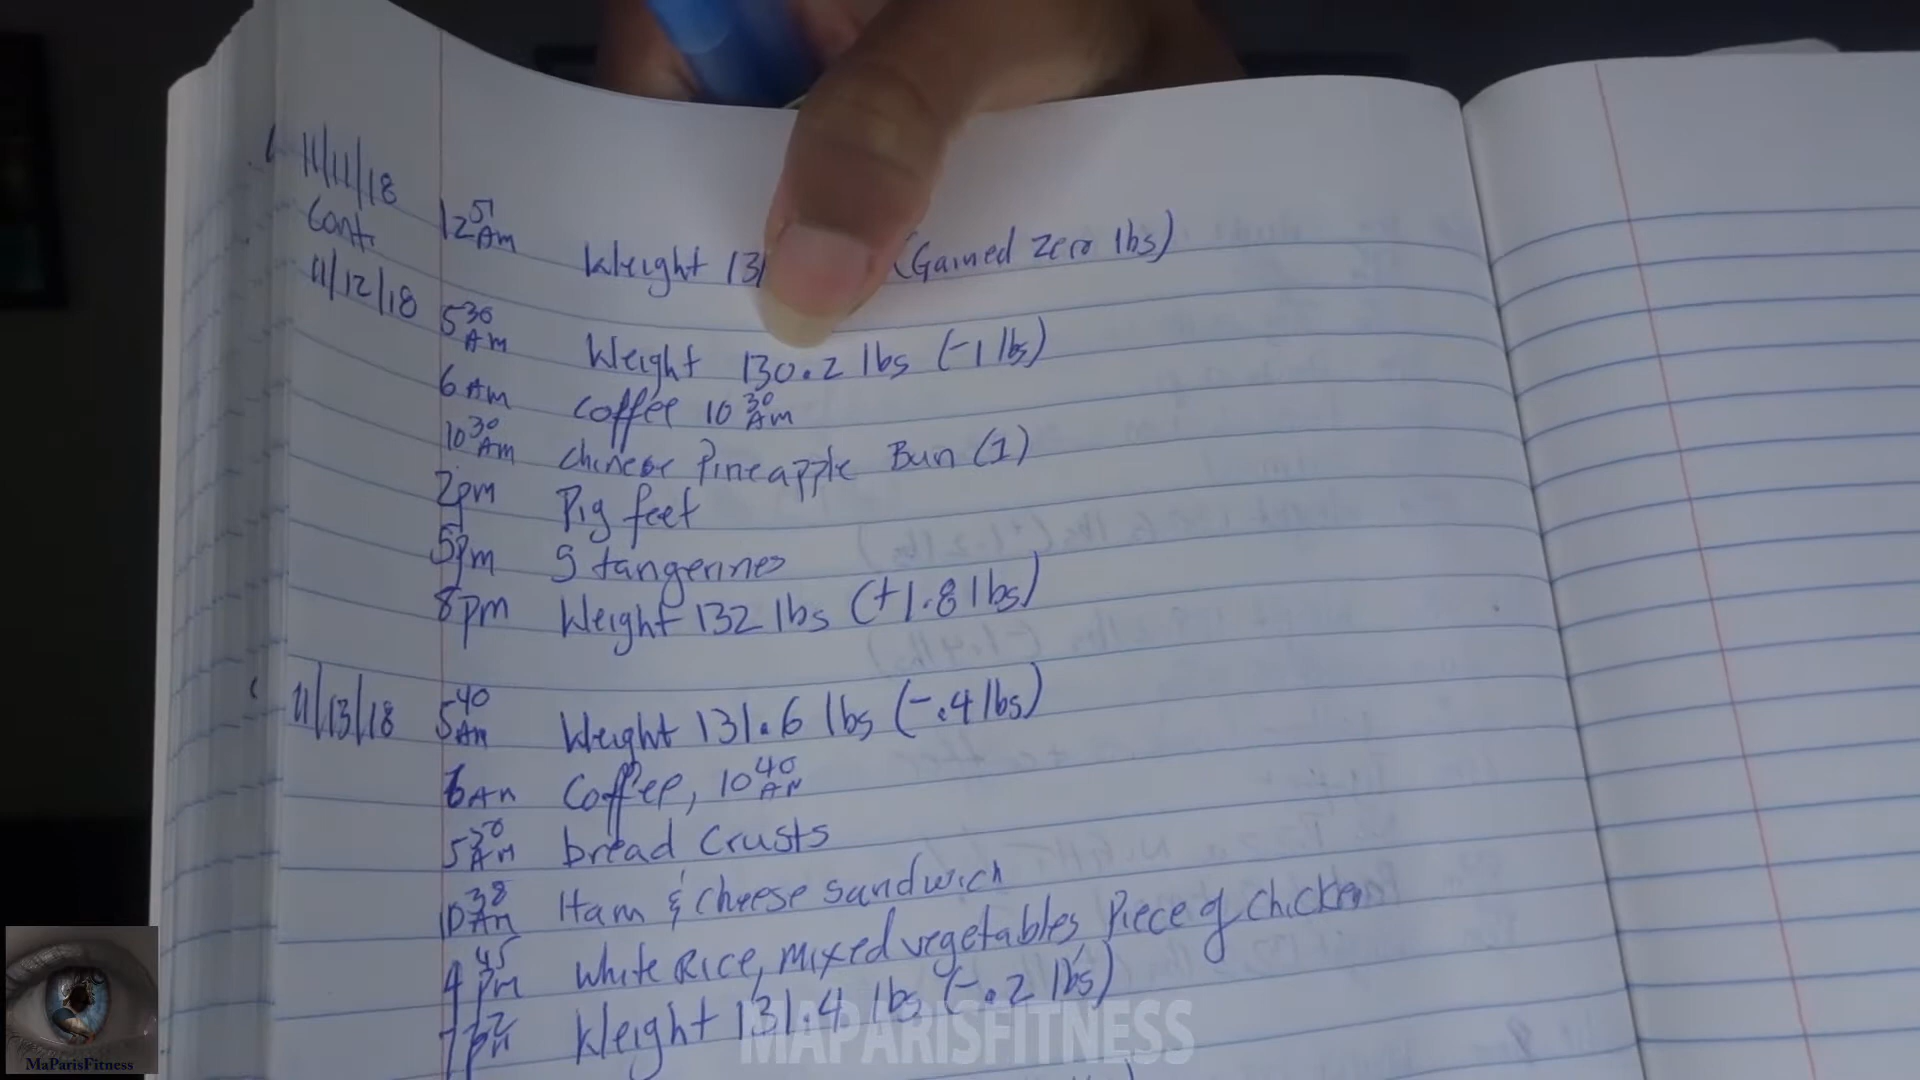 11/11/18 12 51 AM Weight 131 (Gained zero lbs)
Cont.
11/12/18 5 30 AM Weight 130.2 lbs (-1 lbs)
6 AM Coffee 10 30 AM
10 30 AM Chinese Pineapple Bun (1)
2pm Pig feet
5pm tangerines
8pm Weight 132 lbs (+1.8 lbs)
11/13/18 5 40 AM Weight 131.6 lbs (-.4 lbs)
6 AM Coffee, 10 40 AM
5 50 AM bread crusts
10 38 AM Ham & Cheese Sandwich
4 45 pm White Rice, mixed vegetables, Piece of Chicken
7 22 pm Weight 131.4 lbs (-.2 lbs)
MAPARISFITNESS
MaParisFitness